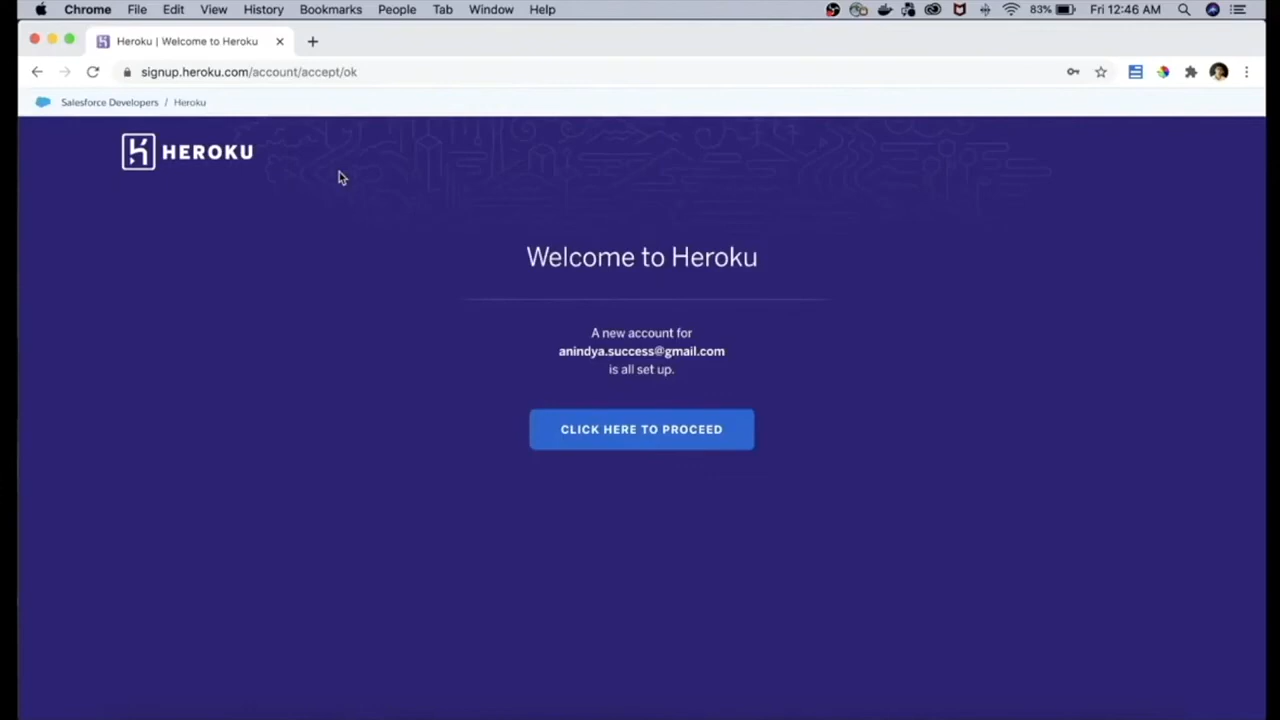 Chrome File Edit View History Bookmarks People Tab Window Help 83% Fri 12:46 AM
Heroku | Welcome to Heroku
signup.heroku.com/account/accept/ok
Salesforce Developers / Heroku
HEROKU
Welcome to Heroku
A new account for
anindya.success@gmail.com
is all set up.
CLICK HERE TO PROCEED